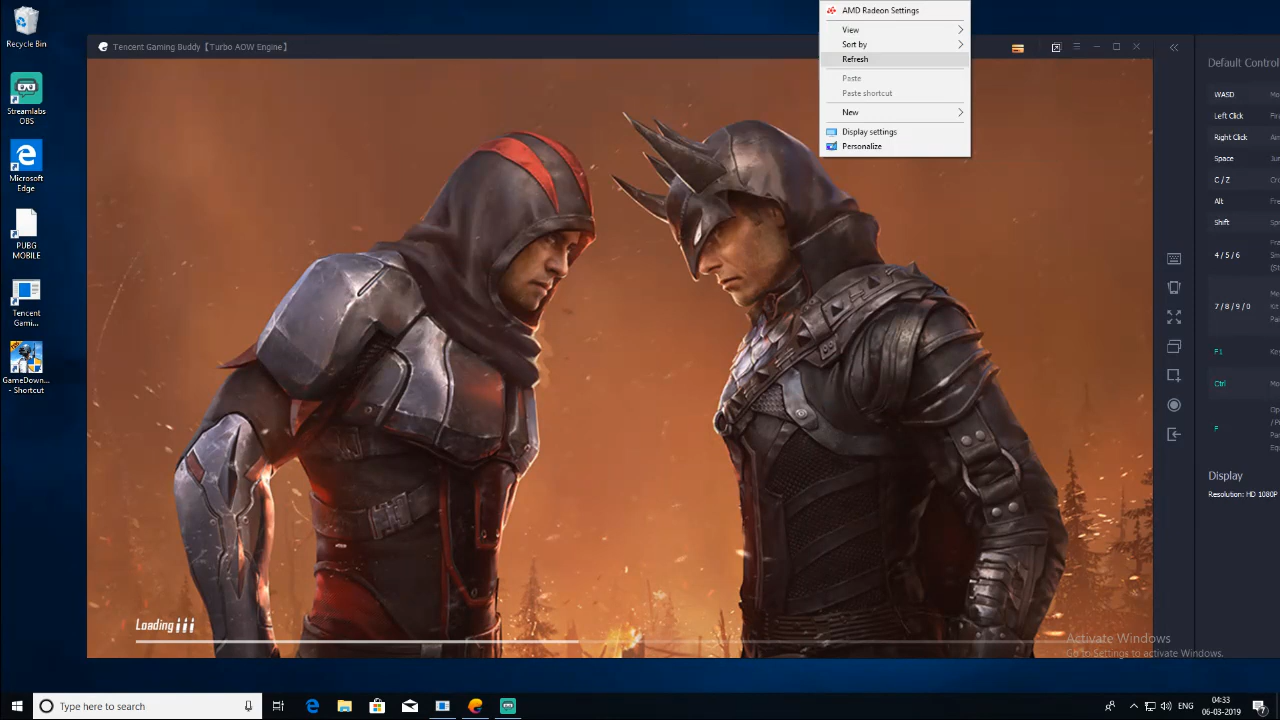 Recycle Bin
Streamlabs
OBS
Microsoft
Edge
PUBG
MOBILE
Tencent
Gami...
GameDown...
- Shortcut
Tencent Gaming Buddy【Turbo AOW Engine】
AMD Radeon Settings
View
Sort by
Refresh
Paste
Paste shortcut
New
Display settings
Personalize
Default Control
WASD
Left Click
Right Click
Space
C / Z
Alt
Shift
4 / 5 / 6
7 / 8 / 9 / 0
F1
Ctrl
F
Display
Resolution: HD 1080P
Loading
Activate Windows
Go to Settings to activate Windows.
Type here to search
ENG
04:33
06-03-2019